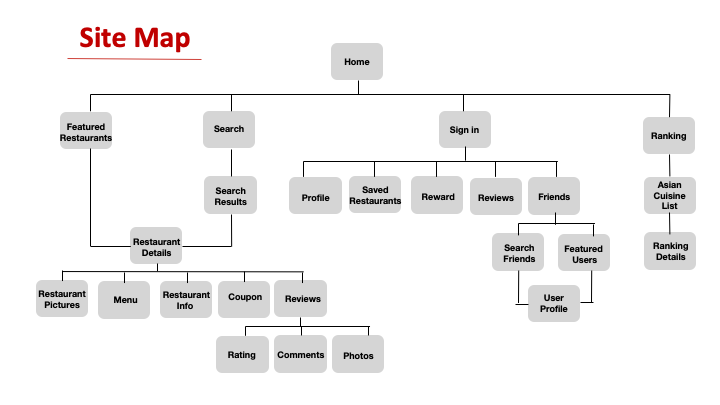 Site Map
Home
Featured
Restaurants
Search
Sign in
Ranking
Search
Results
Profile
Saved
Restaurants
Reward
Reviews
Friends
Asian
Cuisine
List
Restaurant
Details
Search
Friends
Featured
Users
Ranking
Details
Restaurant
Pictures
Menu
Restaurant
Info
Coupon
Reviews
User
Profile
Rating
Comments
Photos